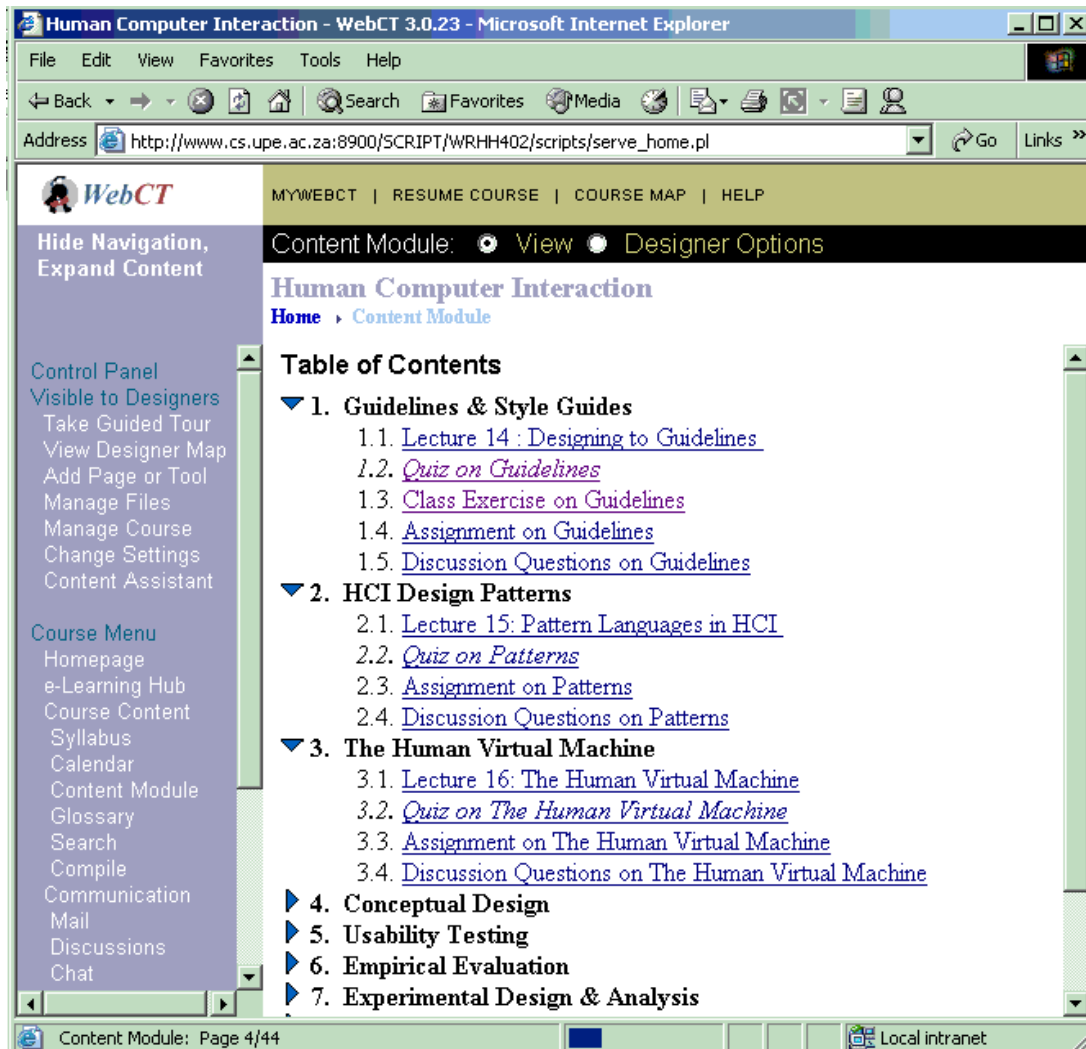 Human Computer Interaction - WebCT 3.0.23 - Microsoft Internet Explorer
File Edit View Favorites Tools Help
Back Search Favorites Media
Address http://www.cs.upe.ac.za:8900/SCRIPT/WRHH402/scripts/serve_home.pl Go Links »
WebCT
MYWEBCT | RESUME COURSE | COURSE MAP | HELP
Hide Navigation,
Expand Content
Content Module: View Designer Options
Human Computer Interaction
Home Content Module
Control Panel
Visible to Designers
Take Guided Tour
View Designer Map
Add Page or Tool
Manage Files
Manage Course
Change Settings
Content Assistant
Course Menu
Homepage
e-Learning Hub
Course Content
Syllabus
Calendar
Content Module
Glossary
Search
Compile
Communication
Mail
Discussions
Chat
Table of Contents
1. Guidelines & Style Guides
1.1. Lecture 14 : Designing to Guidelines
1.2. Quiz on Guidelines
1.3. Class Exercise on Guidelines
1.4. Assignment on Guidelines
1.5. Discussion Questions on Guidelines
2. HCI Design Patterns
2.1. Lecture 15: Pattern Languages in HCI
2.2. Quiz on Patterns
2.3. Assignment on Patterns
2.4. Discussion Questions on Patterns
3. The Human Virtual Machine
3.1. Lecture 16: The Human Virtual Machine
3.2. Quiz on The Human Virtual Machine
3.3. Assignment on The Human Virtual Machine
3.4. Discussion Questions on The Human Virtual Machine
4. Conceptual Design
5. Usability Testing
6. Empirical Evaluation
7. Experimental Design & Analysis
Content Module: Page 4/44 Local intranet